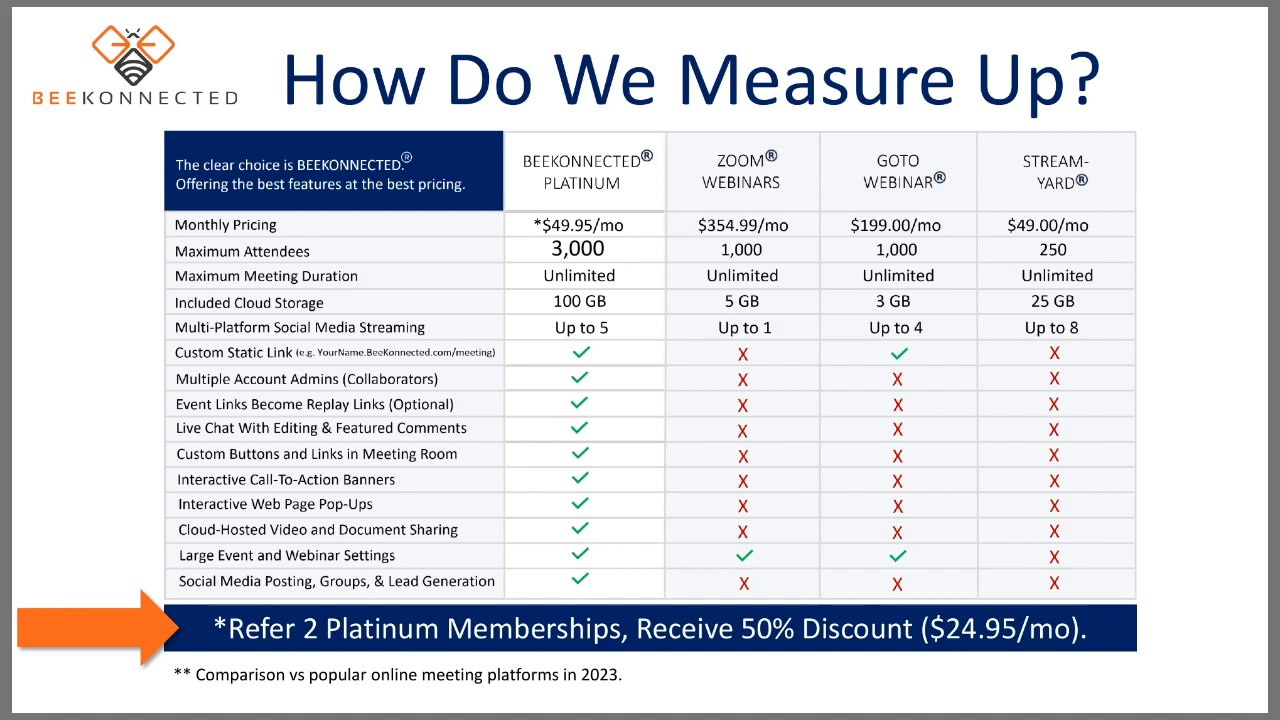 BEEKONNECTED
How Do We Measure Up?
The clear choice is BEEKONNECTED.®
Offering the best features at the best pricing.
BEEKONNECTED® PLATINUM
ZOOM® WEBINARS
GOTO WEBINAR®
STREAM-YARD®
Monthly Pricing *$49.95/mo $354.99/mo $199.00/mo $49.00/mo
Maximum Attendees 3,000 1,000 1,000 250
Maximum Meeting Duration Unlimited Unlimited Unlimited Unlimited
Included Cloud Storage 100 GB 5 GB 3 GB 25 GB
Multi-Platform Social Media Streaming Up to 5 Up to 1 Up to 4 Up to 8
Custom Static Link (e.g. YourName.BeeKonnected.com/meeting) ✓ X ✓ X
Multiple Account Admins (Collaborators) ✓ X X X
Event Links Become Replay Links (Optional) ✓ X X X
Live Chat With Editing & Featured Comments ✓ X X X
Custom Buttons and Links in Meeting Room ✓ X X X
Interactive Call-To-Action Banners ✓ X X X
Interactive Web Page Pop-Ups ✓ X X X
Cloud-Hosted Video and Document Sharing ✓ X X X
Large Event and Webinar Settings ✓ ✓ ✓ X
Social Media Posting, Groups, & Lead Generation ✓ X X X
*Refer 2 Platinum Memberships, Receive 50% Discount ($24.95/mo).
** Comparison vs popular online meeting platforms in 2023.